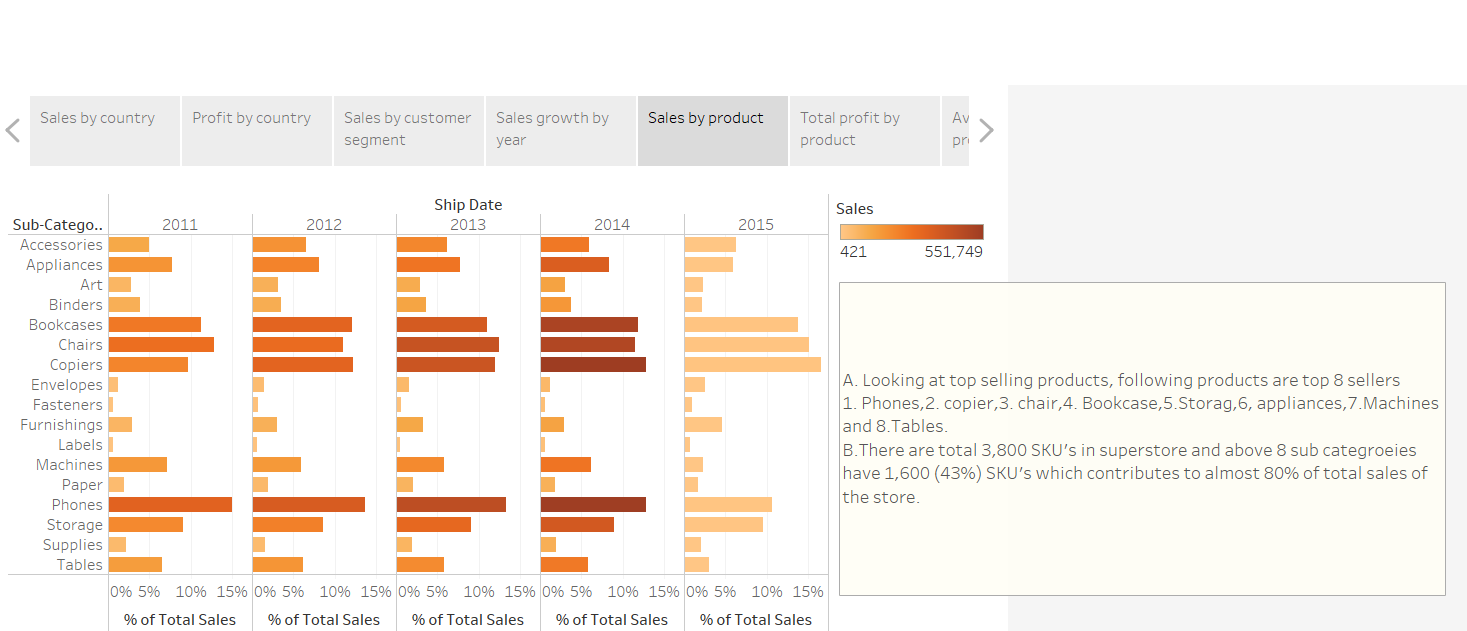 Sales by country
Profit by country
Sales by customer
segment
Sales growth by
year
Sales by product
Total profit by
product
Av
pr
Ship Date
Sub-Catego.. 2011 2012 2013 2014 2015
Accessories
Appliances
Art
Binders
Bookcases
Chairs
Copiers
Envelopes
Fasteners
Furnishings
Labels
Machines
Paper
Phones
Storage
Supplies
Tables
0% 5% 10% 15% 0% 5% 10% 15% 0% 5% 10% 15% 0% 5% 10% 15% 0% 5% 10% 15%
% of Total Sales % of Total Sales % of Total Sales % of Total Sales % of Total Sales
Sales
421 551,749
A. Looking at top selling products, following products are top 8 sellers
1. Phones,2. copier,3. chair,4. Bookcase,5.Storag,6, appliances,7.Machines
and 8.Tables.
B.There are total 3,800 SKU's in superstore and above 8 sub categroeies
have 1,600 (43%) SKU's which contributes to almost 80% of total sales of
the store.